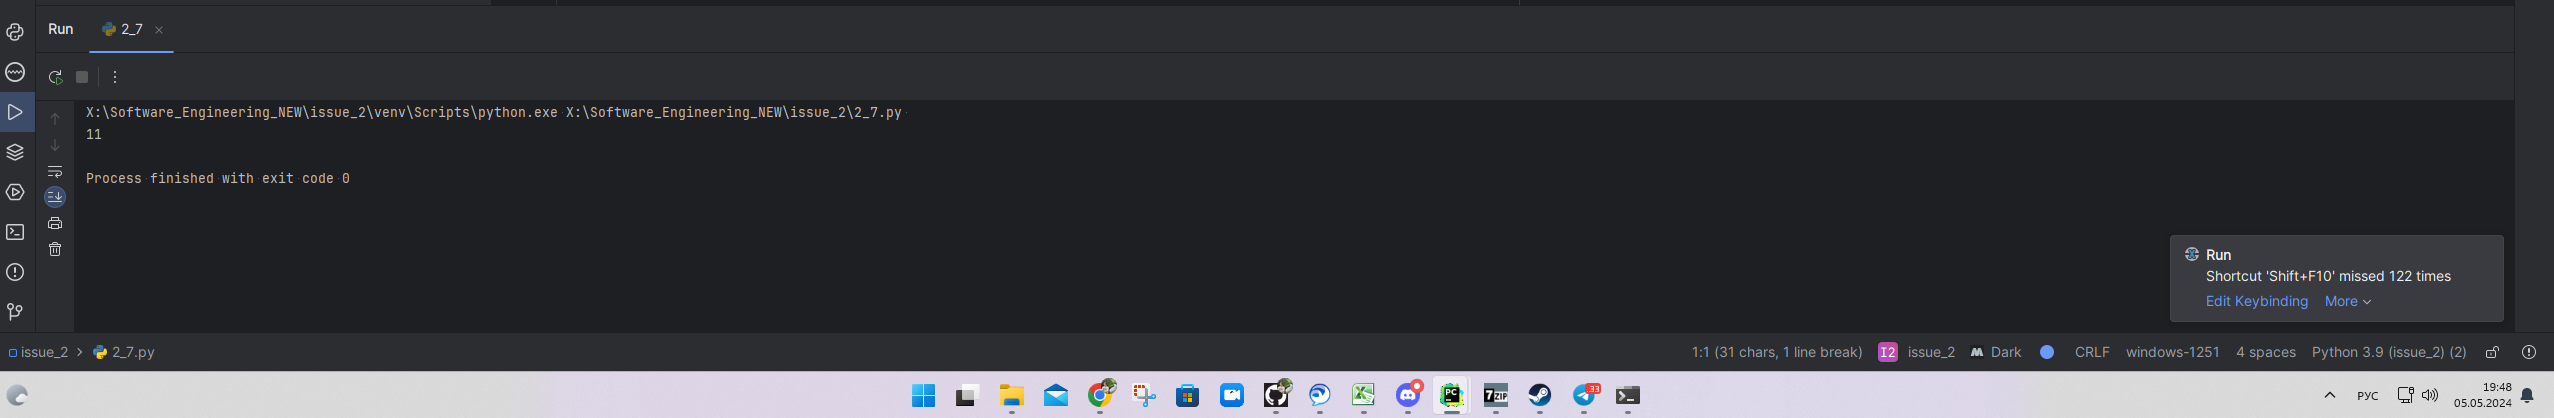 Run 2_7
X:\Software_Engineering_NEW\issue_2\venv\Scripts\python.exe X:\Software_Engineering_NEW\issue_2\2_7.py
11
Process finished with exit code 0
Run
Shortcut 'Shift+F10' missed 122 times
Edit Keybinding More
issue_2 > 2_7.py 1:1 (31 chars, 1 line break) I2 issue_2 M Dark CRLF windows-1251 4 spaces Python 3.9 (issue_2) (2)
PC 7ZIP 33 РУС 19:48
05.05.2024